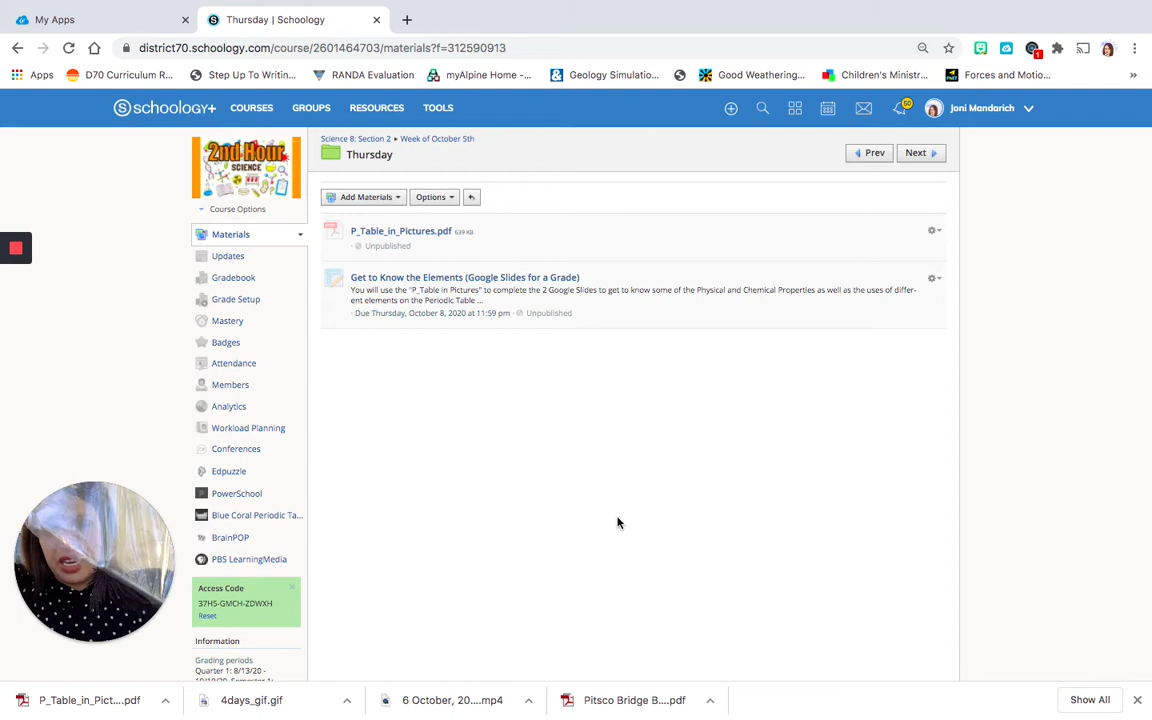 My Apps
Thursday | Schoology
district70.schoology.com/course/2601464703/materials?f=312590913
Apps
D70 Curriculum R...
Step Up To Writin...
RANDA Evaluation
myAlpine Home -...
Geology Simulatio...
Good Weathering...
Children's Ministr...
Forces and Motio...
»
1
S schoology+
COURSES
GROUPS
RESOURCES
TOOLS
50
Joni Mandarich
2nd Hour
SCIENCE
Course Options
Science 8: Section 2 ▸ Week of October 5th
Thursday
Prev
Next
Add Materials
Options
P_Table_in_Pictures.pdf 639 KB
· Unpublished
Get to Know the Elements (Google Slides for a Grade)
You will use the "P_Table in Pictures" to complete the 2 Google Slides to get to know some of the Physical and Chemical Properties as well as the uses of differ-
ent elements on the Periodic Table ...
· Due Thursday, October 8, 2020 at 11:59 pm · Unpublished
Materials
Updates
Gradebook
Grade Setup
Mastery
Badges
Attendance
Members
Analytics
Workload Planning
Conferences
Edpuzzle
PowerSchool
Blue Coral Periodic Ta...
BrainPOP
PBS LearningMedia
Access Code
37HS-GMCH-ZDWXH
Reset
Information
Grading periods
Quarter 1: 8/13/20 -
P_Table_in_Pict....pdf
4days_gif.gif
6 October, 20....mp4
Pitsco Bridge B....pdf
Show All